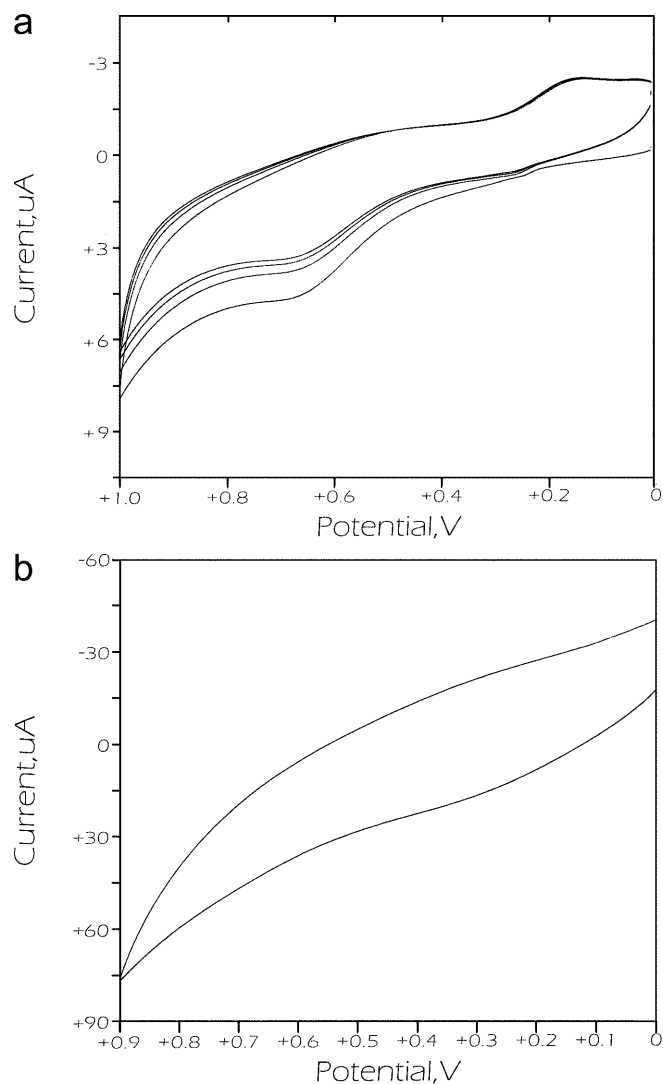 a
-3
0
+3
+6
+9
Current,uA
+1.0 +0.8 +0.6 +0.4 +0.2 0
Potential,V
b
-60
-30
0
+30
+60
+90
Current,uA
+0.9 +0.8 +0.7 +0.6 +0.5 +0.4 +0.3 +0.2 +0.1 0
Potential,V